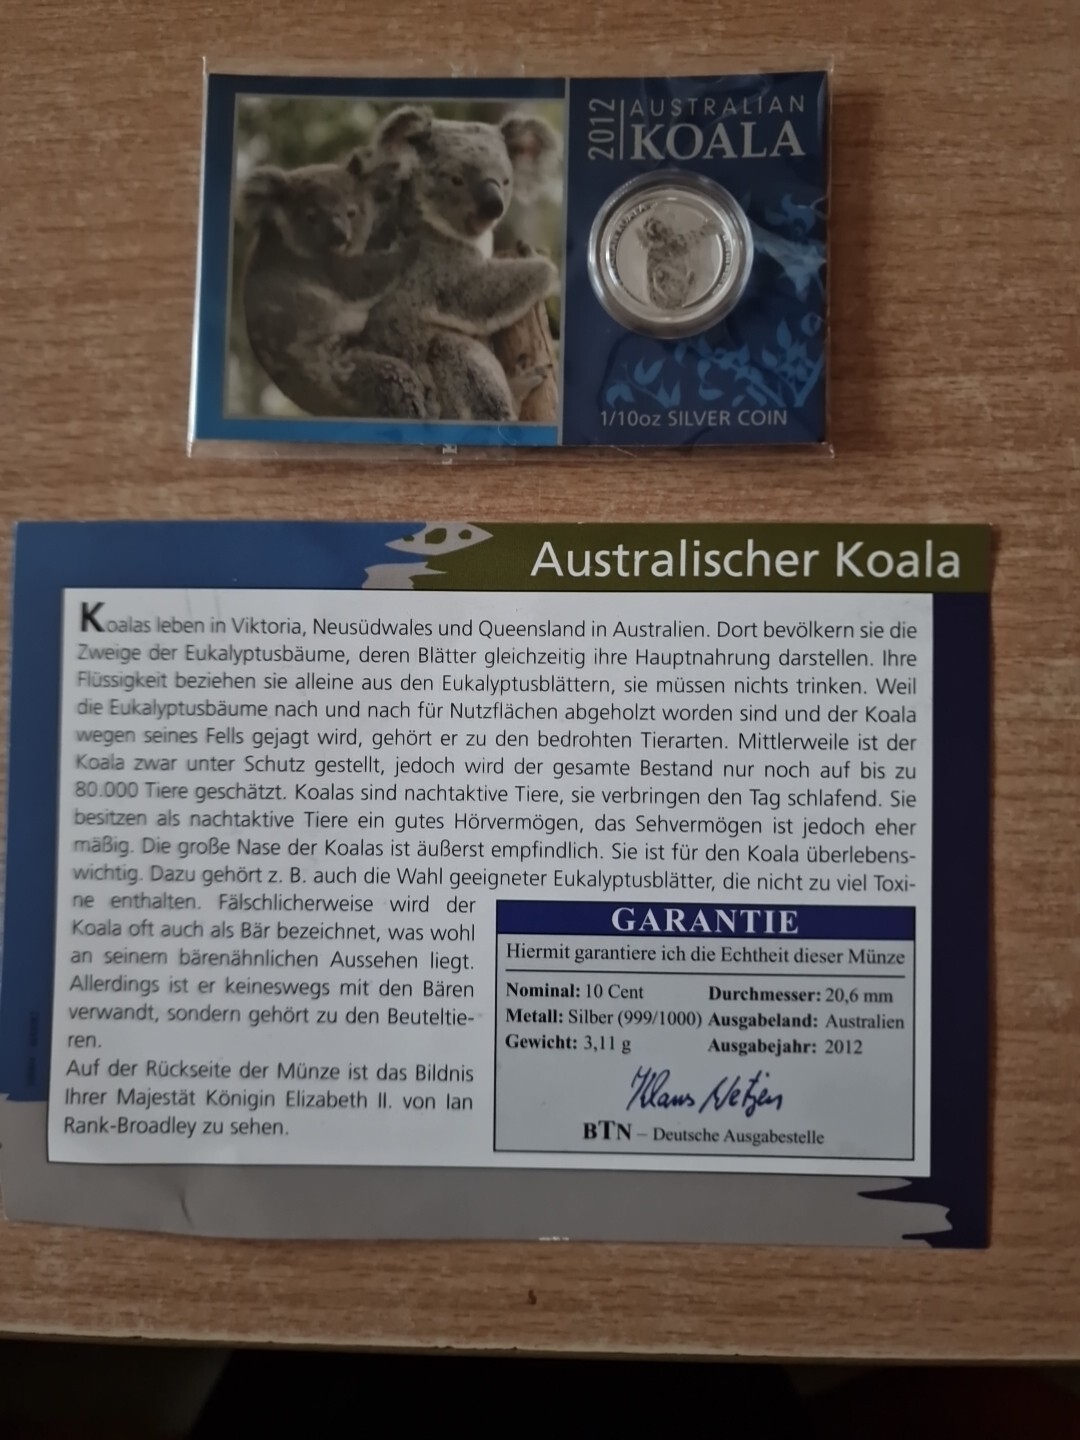 2012
AUSTRALIAN
KOALA
1/10oz SILVER COIN
Australischer Koala
Koalas leben in Viktoria, Neusüdwales und Queensland in Australien. Dort bevölkern sie die
Zweige der Eukalyptusbäume, deren Blätter gleichzeitig ihre Hauptnahrung darstellen. Ihre
Flüssigkeit beziehen sie alleine aus den Eukalyptusblättern, sie müssen nichts trinken. Weil
die Eukalyptusbäume nach und nach für Nutzflächen abgeholzt worden sind und der Koala
wegen seines Fells gejagt wird, gehört er zu den bedrohten Tierarten. Mittlerweile ist der
Koala zwar unter Schutz gestellt, jedoch wird der gesamte Bestand nur noch auf bis zu
80.000 Tiere geschätzt. Koalas sind nachtaktive Tiere, sie verbringen den Tag schlafend. Sie
besitzen als nachtaktive Tiere ein gutes Hörvermögen, das Sehvermögen ist jedoch eher
mäßig. Die große Nase der Koalas ist äußerst empfindlich. Sie ist für den Koala überlebens-
wichtig. Dazu gehört z. B. auch die Wahl geeigneter Eukalyptusblätter, die nicht zu viel Toxi-
ne enthalten. Fälschlicherweise wird der
Koala oft auch als Bär bezeichnet, was wohl
an seinem bärenähnlichen Aussehen liegt.
Allerdings ist er keineswegs mit den Bären
verwandt, sondern gehört zu den Beuteltie-
ren.
Auf der Rückseite der Münze ist das Bildnis
Ihrer Majestät Königin Elizabeth II. von Ian
Rank-Broadley zu sehen.
GARANTIE
Hiermit garantiere ich die Echtheit dieser Münze
Nominal: 10 Cent Durchmesser: 20,6 mm
Metall: Silber (999/1000) Ausgabeland: Australien
Gewicht: 3,11 g Ausgabejahr: 2012
BTN – Deutsche Ausgabestelle